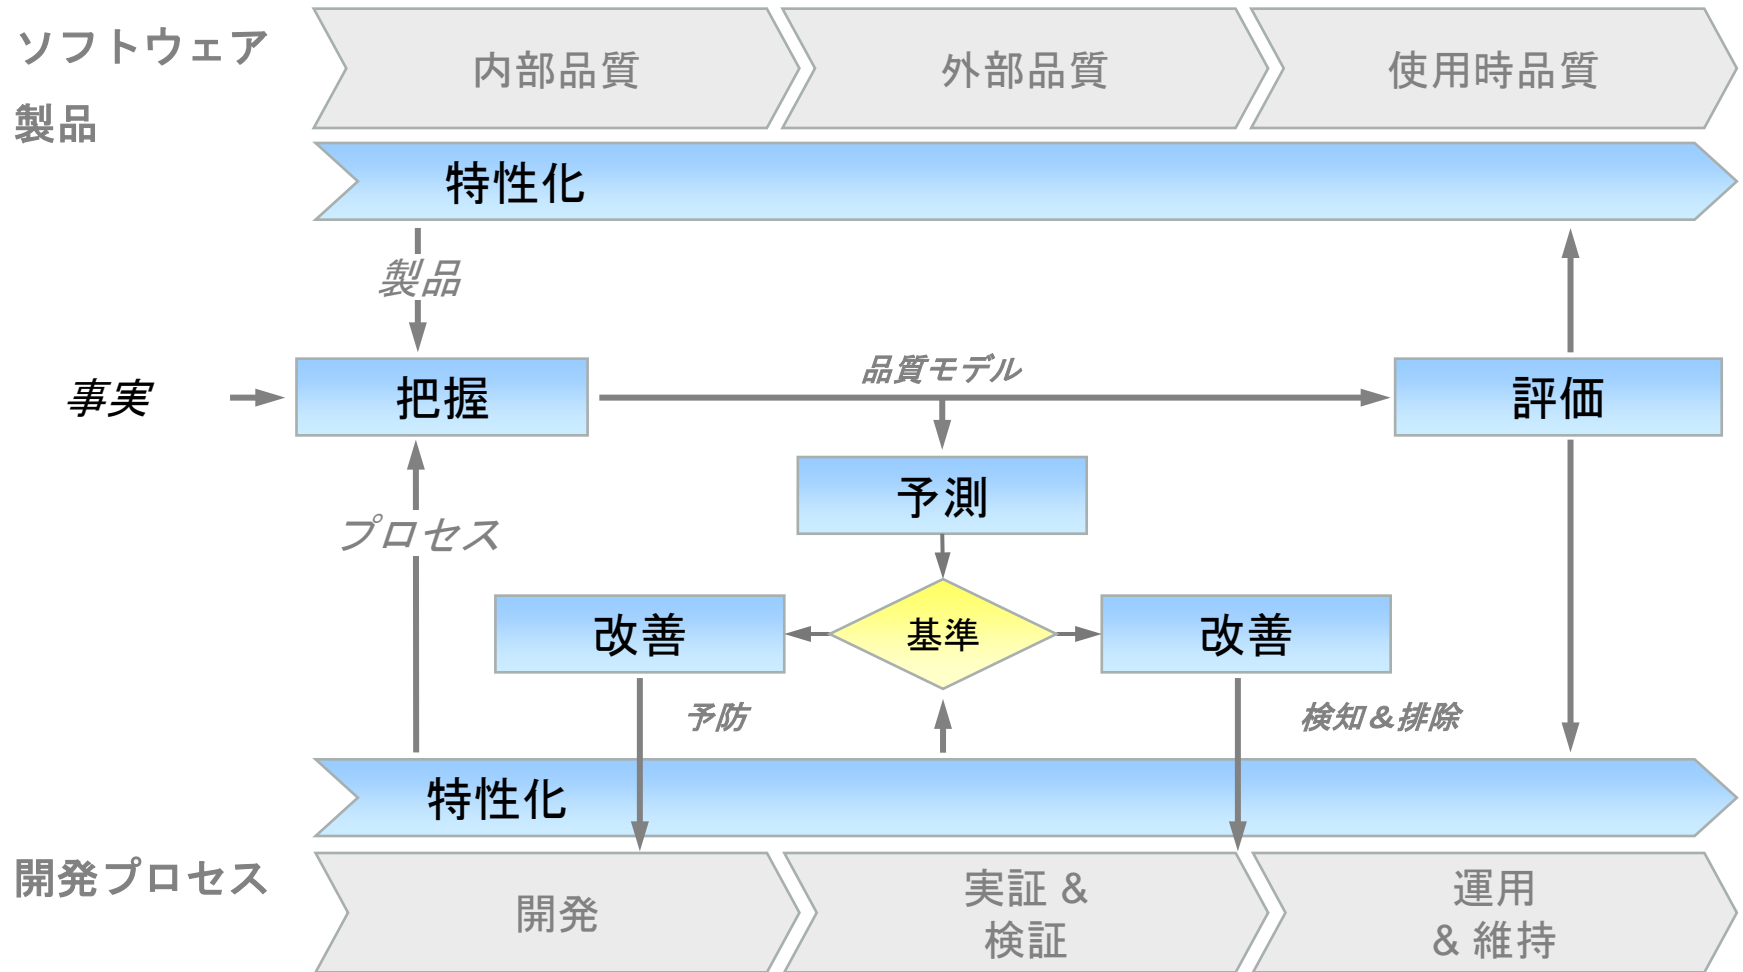 ソフトウェア
製品
内部品質
外部品質
使用時品質
特性化
製品
事実
把握
品質モデル
評価
予測
プロセス
改善
基準
改善
予防
検知&排除
特性化
開発プロセス
開発
実証 &
検証
運用
& 維持